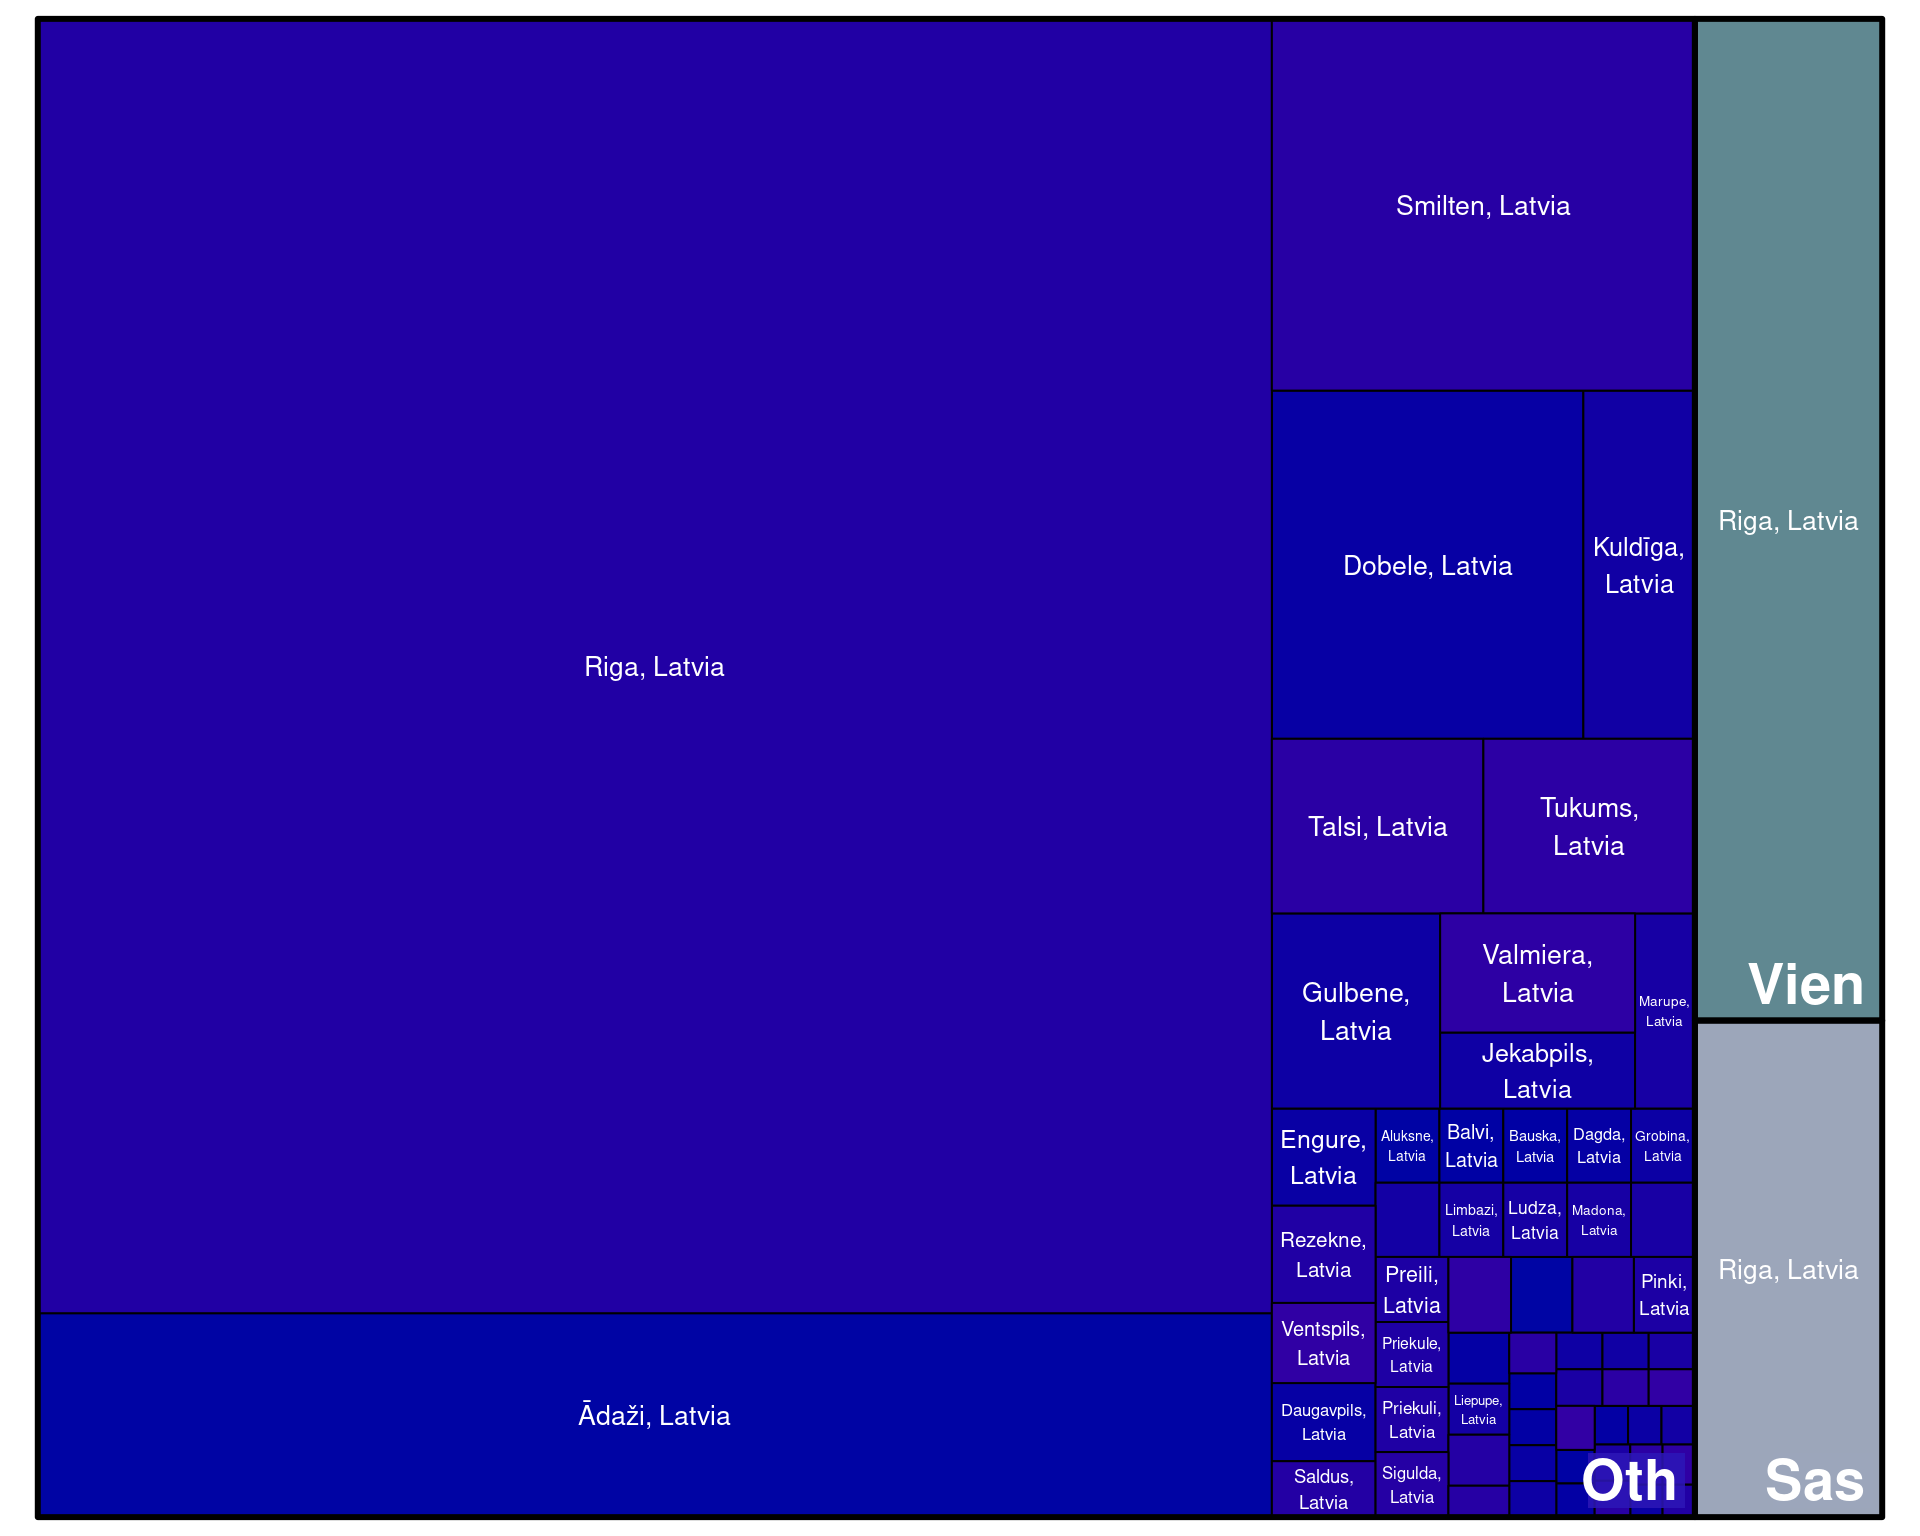 Riga, Latvia
Ādaži, Latvia
Smilten, Latvia
Dobele, Latvia
Kuldīga,
Latvia
Talsi, Latvia
Tukums,
Latvia
Gulbene,
Latvia
Valmiera,
Latvia
Jekabpils,
Latvia
Marupe,
Latvia
Engure,
Latvia
Rezekne,
Latvia
Ventspils,
Latvia
Daugavpils,
Latvia
Saldus,
Latvia
Aluksne,
Latvia
Balvi,
Latvia
Bauska,
Latvia
Dagda,
Latvia
Grobina,
Latvia
Limbazi,
Latvia
Ludza,
Latvia
Madona,
Latvia
Preili,
Latvia
Priekule,
Latvia
Priekuli,
Latvia
Sigulda,
Latvia
Pinki,
Latvia
Liepupe,
Latvia
Oth
Riga, Latvia
Vien
Riga, Latvia
Sas